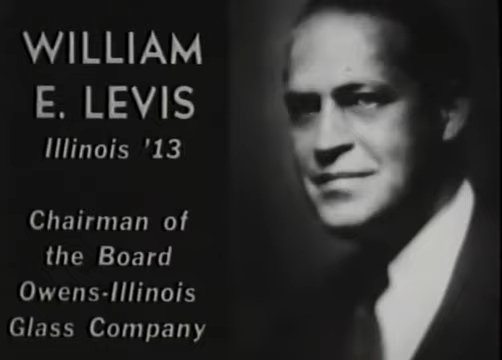 WILLIAM
E. LEVIS
Illinois '13
Chairman of
the Board
Owens-Illinois
Glass Company